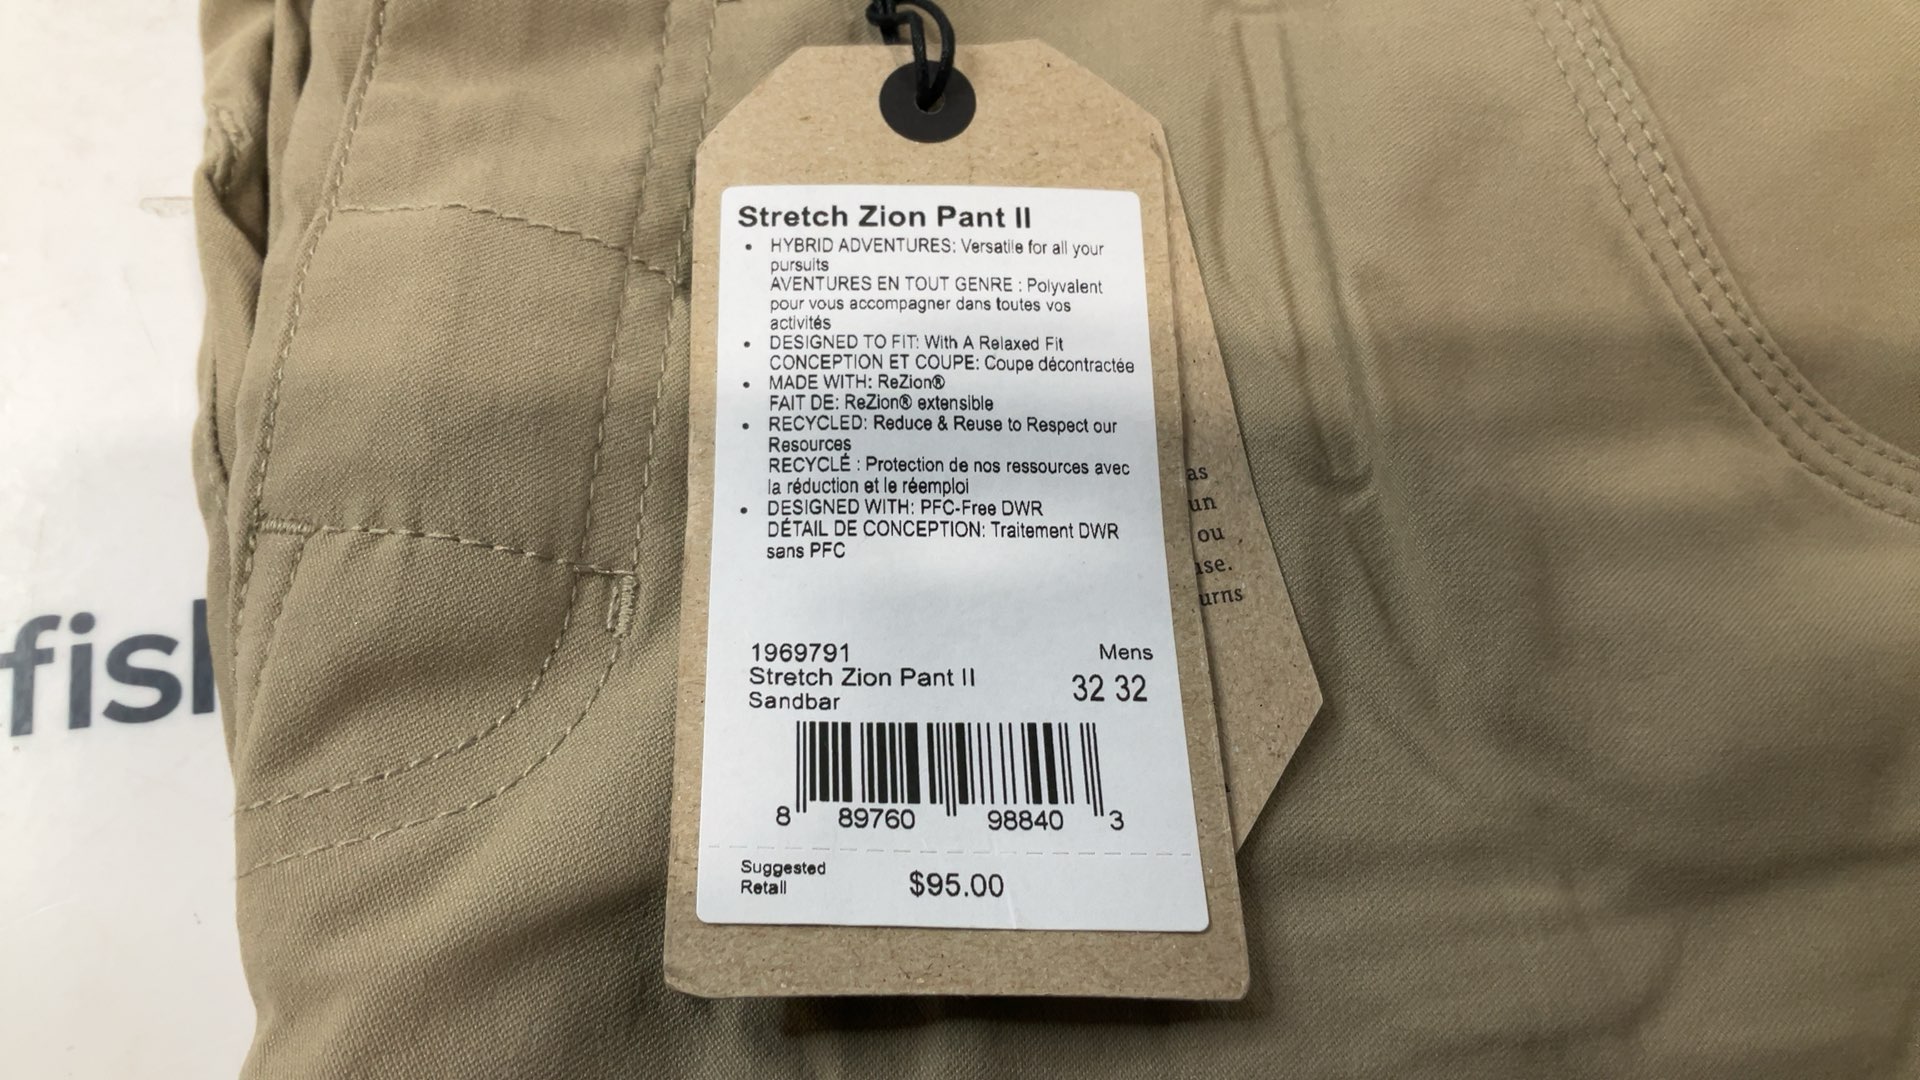 Stretch Zion Pant II
• HYBRID ADVENTURES: Versatile for all your
pursuits
AVENTURES EN TOUT GENRE : Polyvalent
pour vous accompagner dans toutes vos
activités
• DESIGNED TO FIT: With A Relaxed Fit
CONCEPTION ET COUPE: Coupe décontractée
• MADE WITH: ReZion®
FAIT DE: ReZion® extensible
• RECYCLED: Reduce & Reuse to Respect our
Resources
RECYCLÉ : Protection de nos ressources avec
la réduction et le réemploi
• DESIGNED WITH: PFC-Free DWR
DÉTAIL DE CONCEPTION: Traitement DWR
sans PFC
1969791 Mens
Stretch Zion Pant II 32 32
Sandbar
8 89760 98840 3
Suggested
Retail $95.00
un
ou